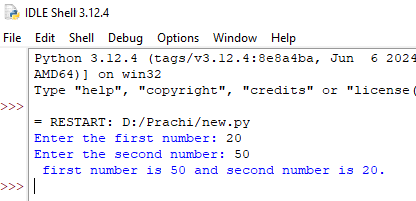 IDLE Shell 3.12.4
File Edit Shell Debug Options Window Help
Python 3.12.4 (tags/v3.12.4:8e8a4ba, Jun 6 2024
AMD64)] on win32
Type "help", "copyright", "credits" or "license(
>>>
= RESTART: D:/Prachi/new.py
Enter the first number: 20
Enter the second number: 50
first number is 50 and second number is 20.
>>>